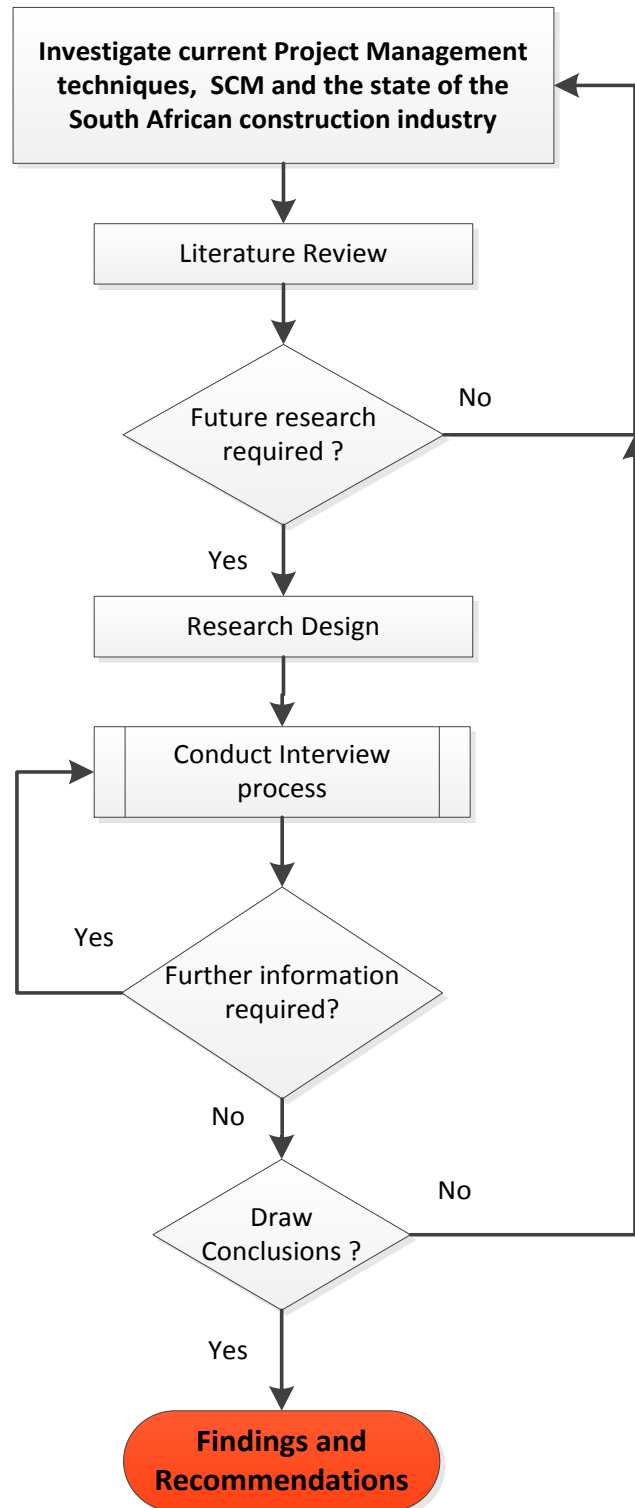 Investigate current Project Management
techniques,  SCM and the state of the
South African construction industry
Literature Review
No
Future research
required ?
Yes
Research Design
Conduct Interview
process
Yes
Further information
required?
No
No
Draw
Conclusions ?
Yes
Findings and
Recommendations